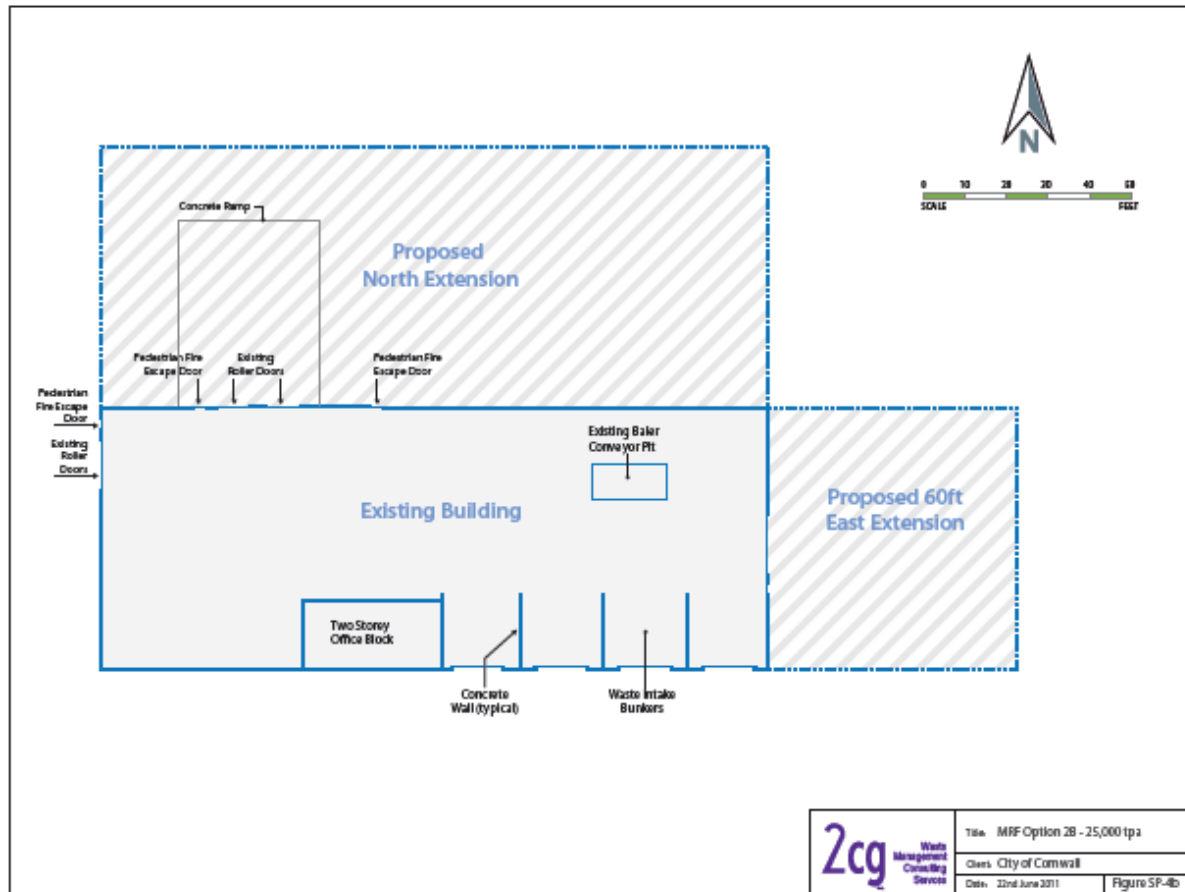 N
0 10 20 30 40 50
SCALE FEET
Concrete Ramp
Proposed
North Extension
Pedestrian Fire
Escape Door
Existing
Roller Doors
Pedestrian Fire
Escape Door
Pedestrian
Fire Escape
Door
Existing
Roller
Doors
Existing Baler
Conveyor Pit
Existing Building
Proposed 60ft
East Extension
Two Storey
Office Block
Concrete
Wall (typical)
Waste Intake
Bunkers
2cg
Waste
Management
Consulting
Services
Title: MRF Option 2B - 25,000 tpa
Client: City of Cornwall
Date: 22nd June 2011 Figure SP-4b